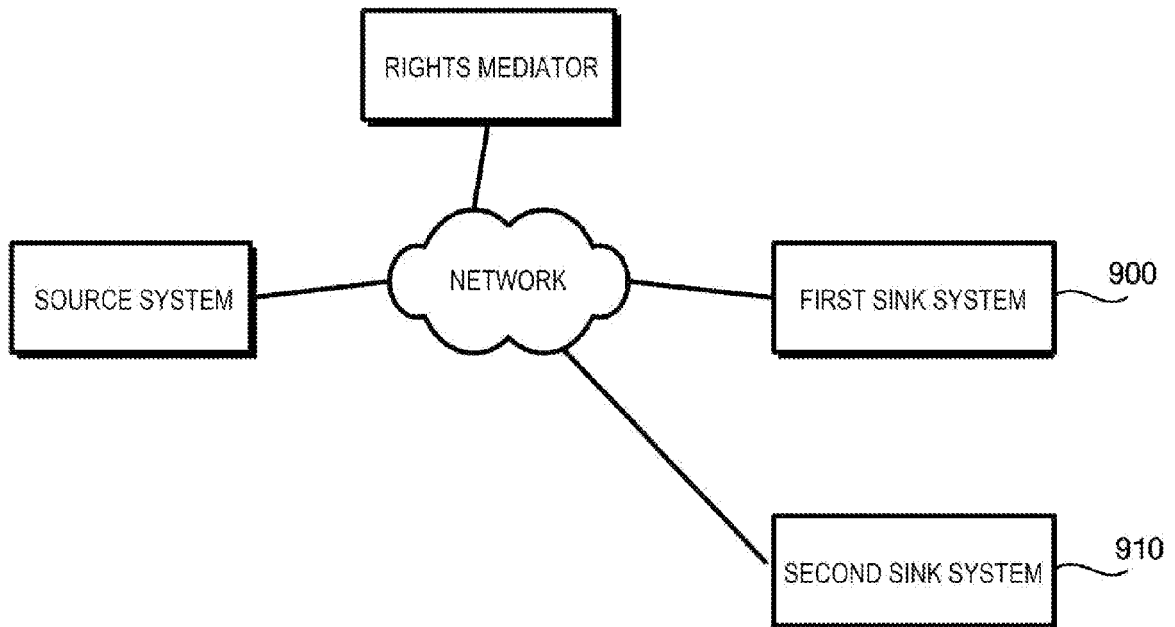 RIGHTS MEDIATOR
SOURCE SYSTEM
NETWORK
FIRST SINK SYSTEM
900
SECOND SINK SYSTEM
910